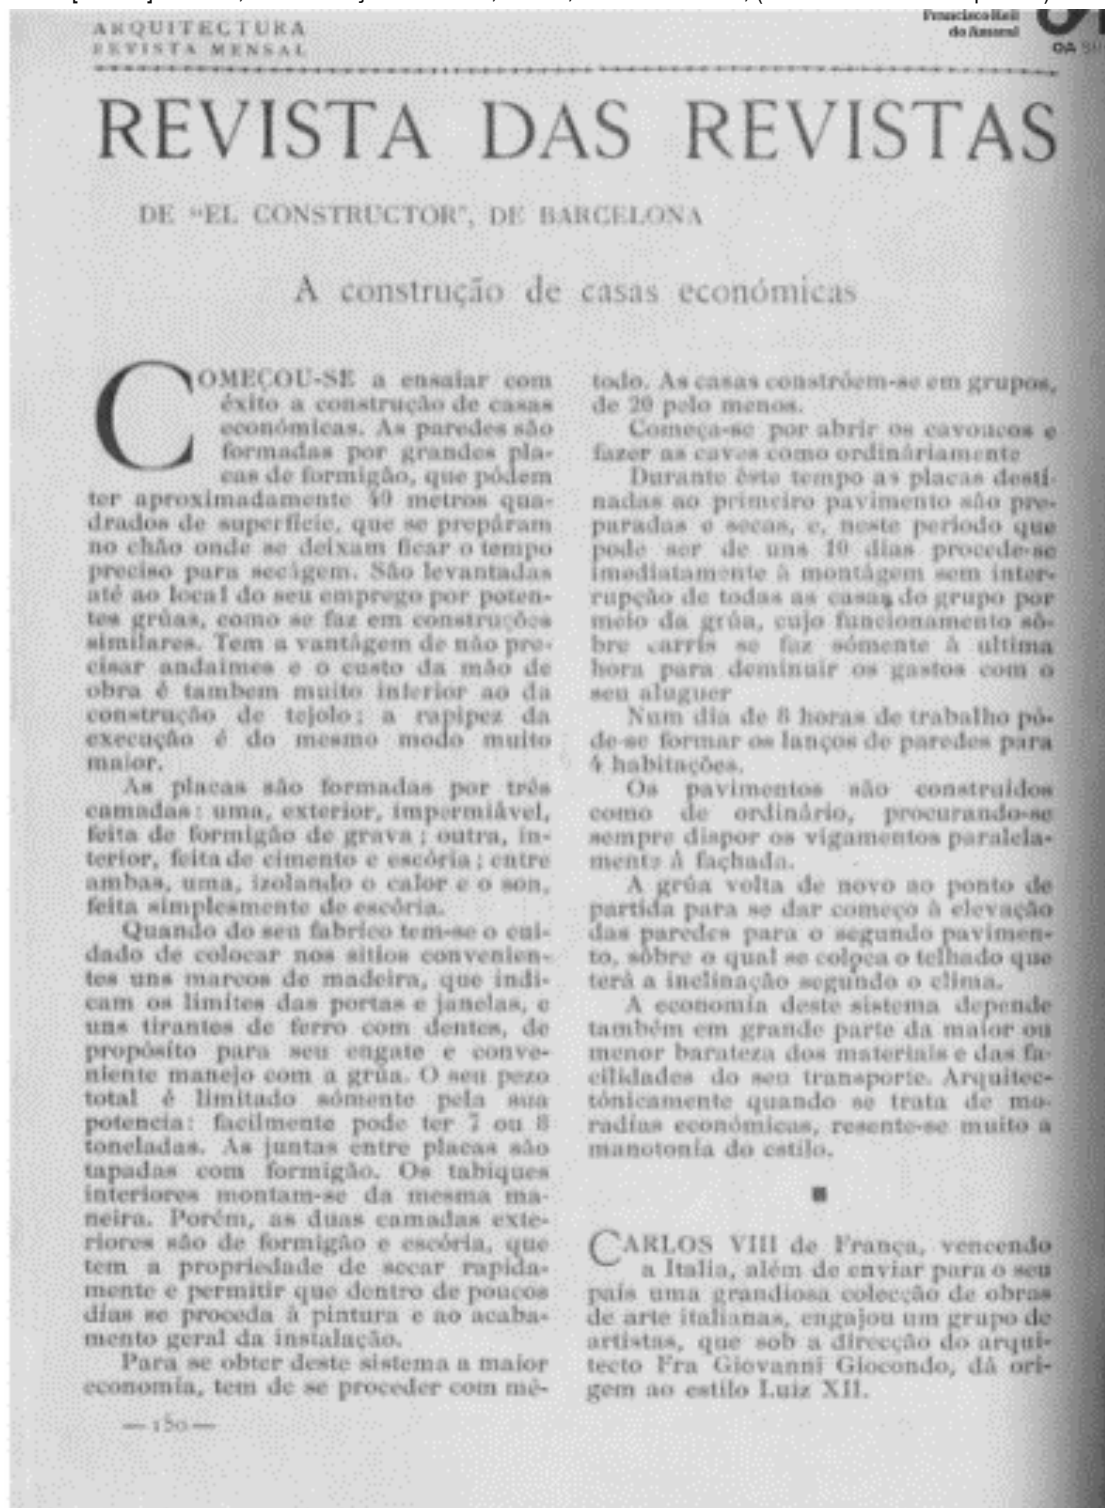 ARQUITECTURA
REVISTA MENSAL
Francisco Keil
do Amaral
OA
REVISTA DAS REVISTAS
DE "EL CONSTRUCTOR", DE BARCELONA
A construção de casas económicas
COMEÇOU-SE a ensaiar com
êxito a construção de casas
económicas. As paredes são
formadas por grandes pla-
cas de formigão, que pódem
ter aproximadamente 40 metros qua-
drados de superfície, que se prepáram
no chão onde se deixam ficar o tempo
preciso para secágem. São levantadas
até ao local do seu emprego por poten-
tes grúas, como se faz em construções
similares. Tem a vantágem de não pre-
cisar andaimes e o custo da mão de
obra é tambem muito inferior ao da
construção de tejolo; a rapipez da
execução é do mesmo modo muito
maior.
As placas são formadas por três
camadas: uma, exterior, impermiável,
feita de formigão de grava; outra, in-
terior, feita de cimento e escória; entre
ambas, uma, izolando o calor e o son,
feita simplesmente de escória.
Quando do seu fabrico tem-se o cui-
dado de colocar nos sitios convenien-
tes uns marcos de madeira, que indi-
cam os limites das portas e janelas, e
uns tirantes de ferro com dentes, de
propósito para seu engate e conve-
niente manejo com a grúa. O seu pezo
total é limitado sómente pela sua
potencia: facilmente pode ter 7 ou 8
toneladas. As juntas entre placas são
tapadas com formigão. Os tabiques
interiores montam-se da mesma ma-
neira. Porém, as duas camadas exte-
riores são de formigão e escória, que
tem a propriedade de secar rapida-
mente e permitir que dentro de poucos
dias se proceda à pintura e ao acaba-
mento geral da instalação.
Para se obter deste sistema a maior
economía, tem de se proceder com mé-
todo. As casas constróem-se em grupos,
de 20 pelo menos.
Começa-se por abrir os cavoucos e
fazer as caves como ordináriamente
Durante êste tempo as placas desti-
nadas ao primeiro pavimento são pre-
paradas e secas, e, neste período que
pode ser de uns 10 dias procede-se
imediatamente à montágem sem inter-
rupção de todas as casas do grupo por
meio da grúa, cujo funcionamento sô-
bre carris se faz sómente à ultima
hora para deminuir os gastos com o
seu aluguer
Num dia de 8 horas de trabalho pó-
de-se formar os lanços de paredes para
4 habitações.
Os pavimentos são construidos
como de ordinário, procurando-se
sempre dispor os vigamentos paralela-
mente á façhada.
A grúa volta de novo ao ponto de
partida para se dar começo à elevação
das paredes para o segundo pavimen-
to, sôbre o qual se coloca o telhado que
terá a inclinação segundo o clima.
A economía deste sistema depende
também em grande parte da maior ou
menor barateza dos materiais e das fa-
cilidades do seu transporte. Arquitec-
tónicamente quando se trata de mo-
radías económicas, resente-se muito a
manotonía do estilo.
CARLOS VIII de França, vencendo
a Italia, além de enviar para o seu
país uma grandiosa colecção de obras
de arte italianas, engajou um grupo de
artistas, que sob a direcção do arqui-
tecto Fra Giovanni Giocondo, dá ori-
gem ao estilo Luiz XII.
—180—